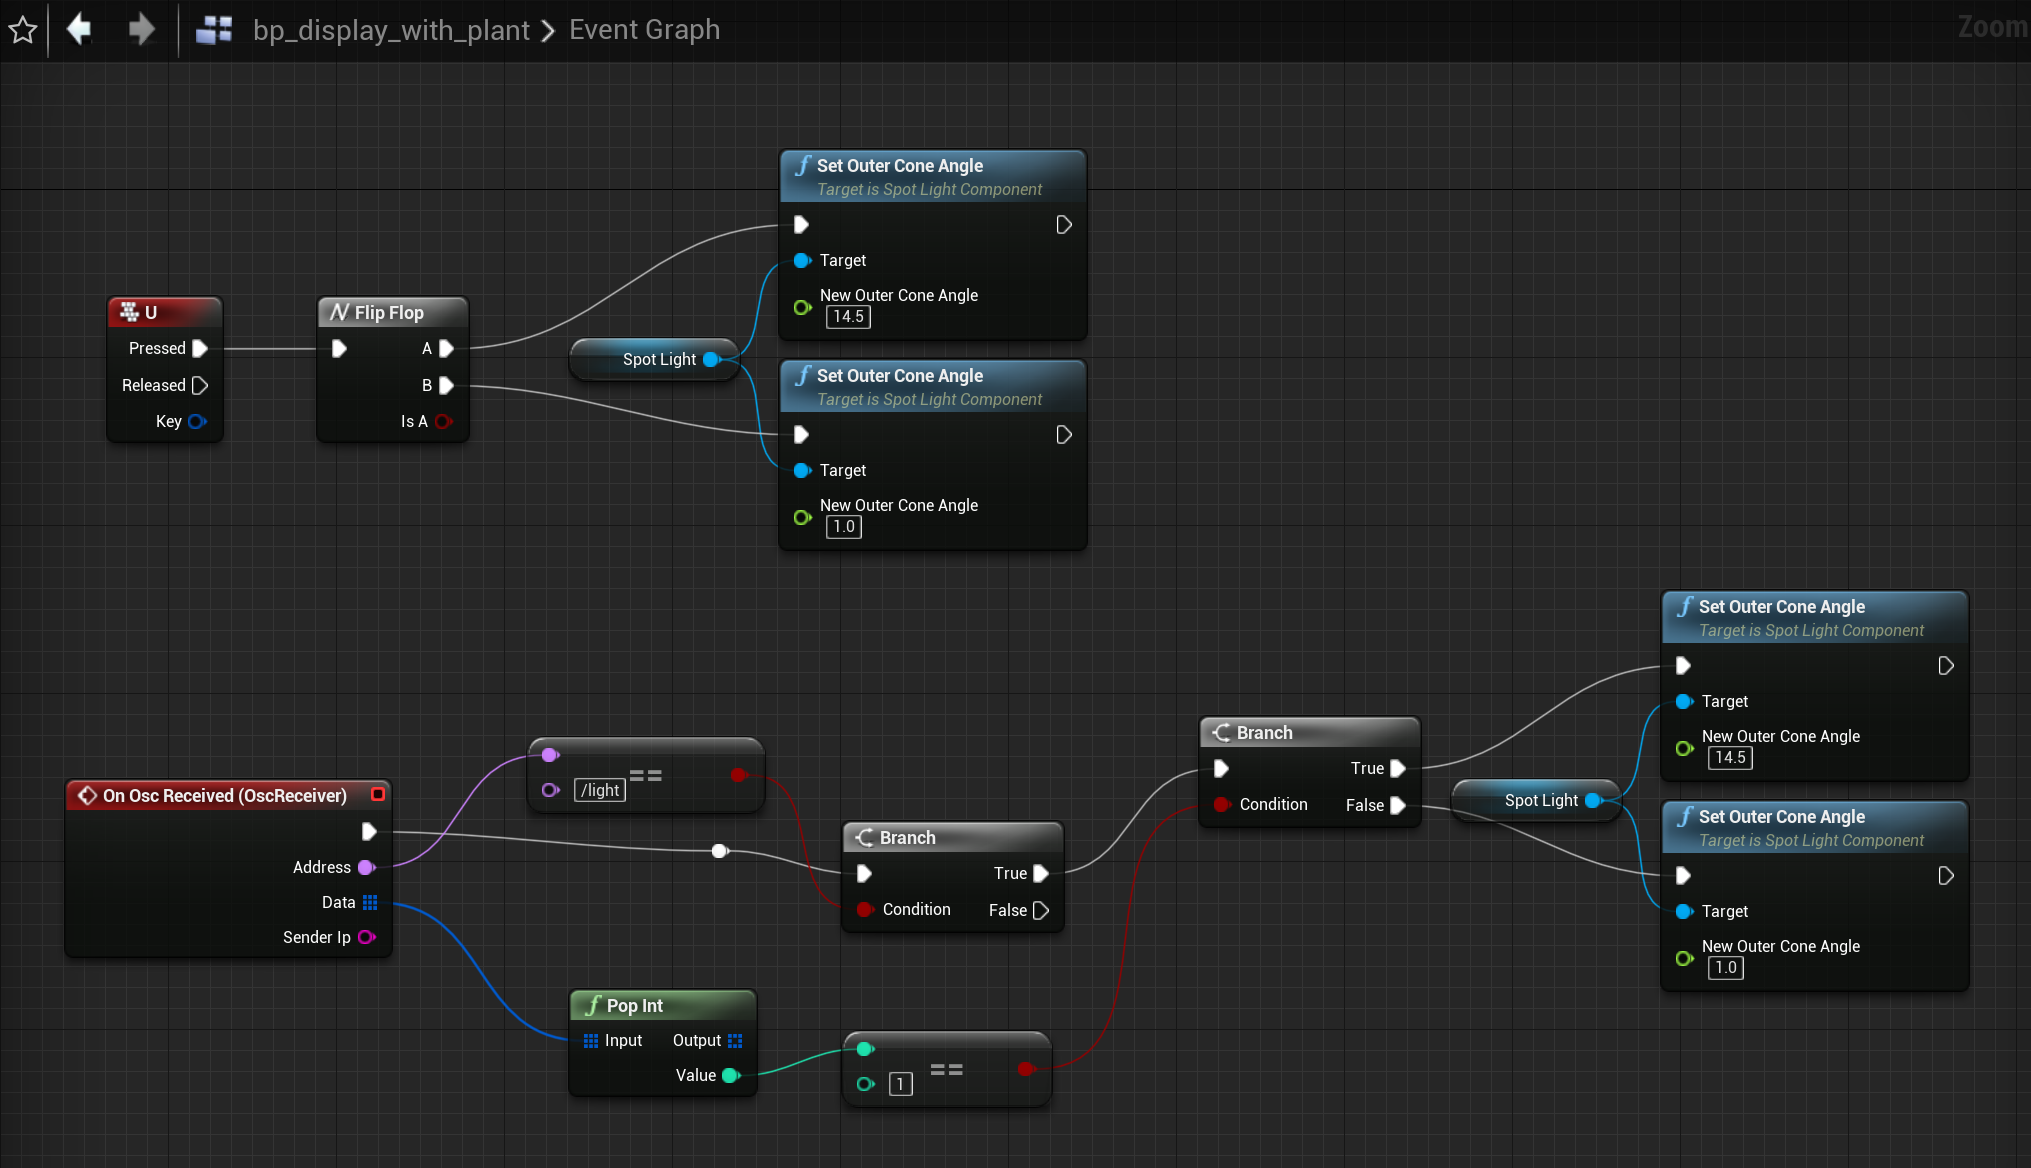 bp_display_with_plant > Event Graph
Zoom
Set Outer Cone Angle
Target is Spot Light Component
Target
New Outer Cone Angle
14.5
U
Pressed
Released
Key
Flip Flop
A
B
Is A
Spot Light
Set Outer Cone Angle
Target is Spot Light Component
Target
New Outer Cone Angle
1.0
On Osc Received (OscReceiver)
Address
Data
Sender Ip
==
/light
Branch
True
Condition False
Pop Int
Input Output
Value
==
1
Branch
True
Condition False
Spot Light
Set Outer Cone Angle
Target is Spot Light Component
Target
New Outer Cone Angle
14.5
Set Outer Cone Angle
Target is Spot Light Component
Target
New Outer Cone Angle
1.0